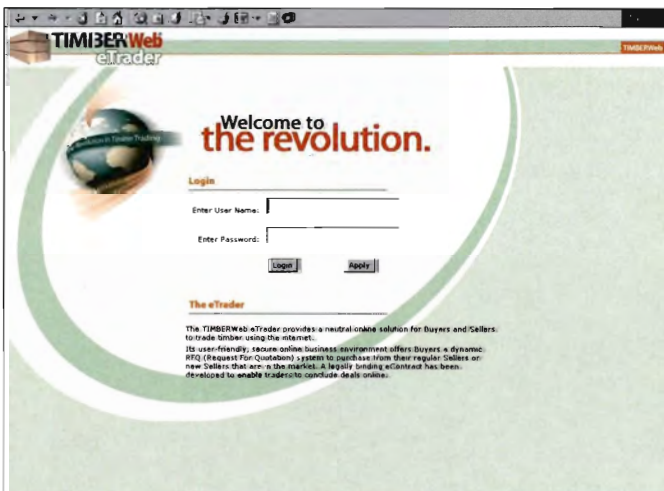 TIMBERWeb
eTrader
TIMBERWeb
Revolution in Timber Trading
Welcome to
the revolution.
Login
Enter User Name:
Enter Password:
Login
Apply
The eTrader
The TIMBERWeb eTrader provides a neutral online solution for Buyers and Sellers
to trade timber using the internet.
Its user-friendly, secure online business environment offers Buyers a dynamic
RFQ (Request For Quotation) system to purchase from their regular Sellers or
new Sellers that are in the market. A legally binding eContract has been
developed to enable traders to conclude deals online.